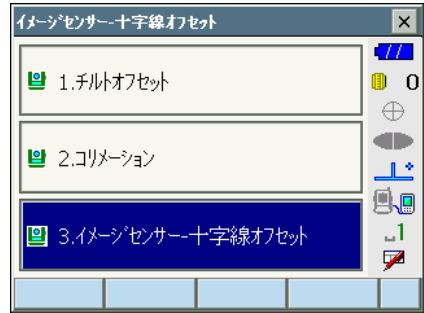 イメージセンサー-十字線オフセット
0
1.チルトオフセット
2.コリメーション
3.イメージセンサー-十字線オフセット
1